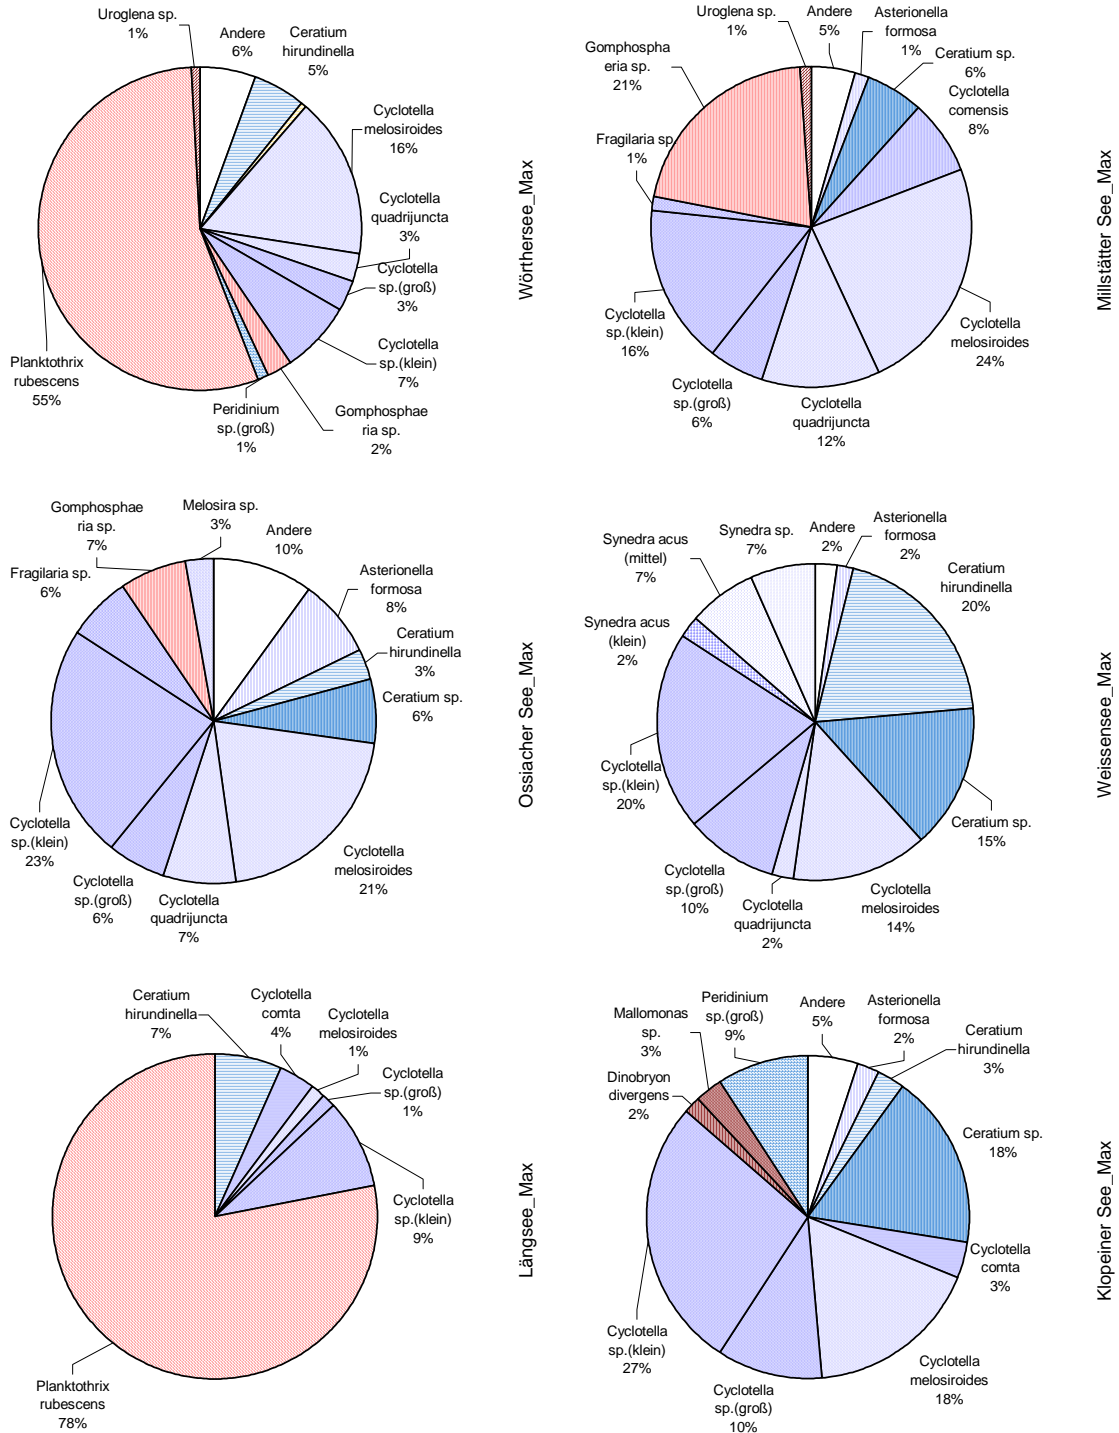 Uroglena sp.
1%
Andere
6%
Ceratium
hirundinella
5%
Cyclotella
melosiroides
16%
Cyclotella
quadrijuncta
3%
Cyclotella
sp.(groß)
3%
Cyclotella
sp.(klein)
7%
Gomphosphae
ria sp.
2%
Peridinium
sp.(groß)
1%
Planktothrix
rubescens
55%
Wörthersee_Max
Uroglena sp.
1%
Andere
5%
Asterionella
formosa
1%
Ceratium sp.
6%
Cyclotella
comensis
8%
Cyclotella
melosiroides
24%
Cyclotella
quadrijuncta
12%
Cyclotella
sp.(groß)
6%
Cyclotella
sp.(klein)
16%
Fragilaria sp.
1%
Gomphospha
eria sp.
21%
Millstätter See_Max
Melosira sp.
3%
Andere
10%
Asterionella
formosa
8%
Ceratium
hirundinella
3%
Ceratium sp.
6%
Cyclotella
melosiroides
21%
Cyclotella
quadrijuncta
7%
Cyclotella
sp.(groß)
6%
Cyclotella
sp.(klein)
23%
Fragilaria sp.
6%
Gomphosphae
ria sp.
7%
Ossiacher See_Max
Synedra sp.
7%
Andere
2%
Asterionella
formosa
2%
Ceratium
hirundinella
20%
Ceratium sp.
15%
Cyclotella
melosiroides
14%
Cyclotella
quadrijuncta
2%
Cyclotella
sp.(groß)
10%
Cyclotella
sp.(klein)
20%
Synedra acus
(klein)
2%
Synedra acus
(mittel)
7%
Weissensee_Max
Ceratium
hirundinella
7%
Cyclotella
comta
4%
Cyclotella
melosiroides
1%
Cyclotella
sp.(groß)
1%
Cyclotella
sp.(klein)
9%
Planktothrix
rubescens
78%
Längsee_Max
Peridinium
sp.(groß)
9%
Andere
5%
Asterionella
formosa
2%
Ceratium
hirundinella
3%
Ceratium sp.
18%
Cyclotella
comta
3%
Cyclotella
melosiroides
18%
Cyclotella
sp.(groß)
10%
Cyclotella
sp.(klein)
27%
Dinobryon
divergens
2%
Mallomonas
sp.
3%
Klopeiner See_Max